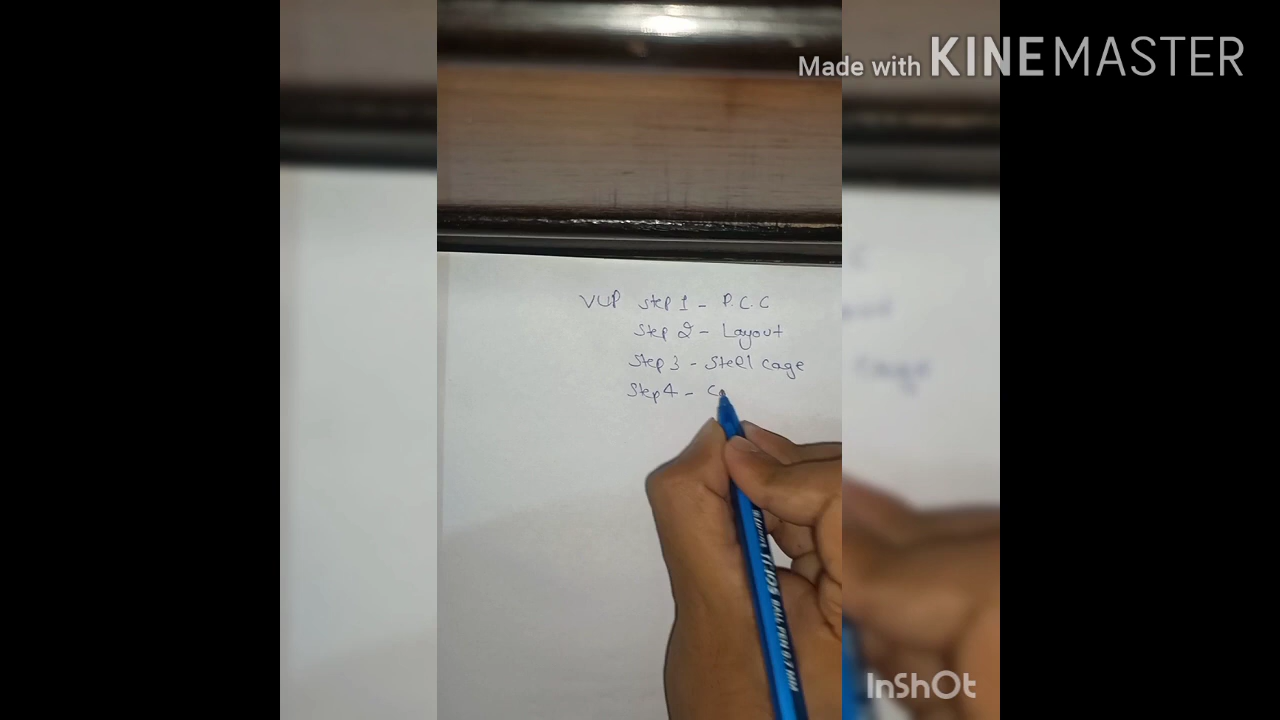 Made with KINEMASTER
VUP Step 1 - P.C.C
Step 2 - Layout
Step 3 - Steel cage
Step 4 - C
InShOt